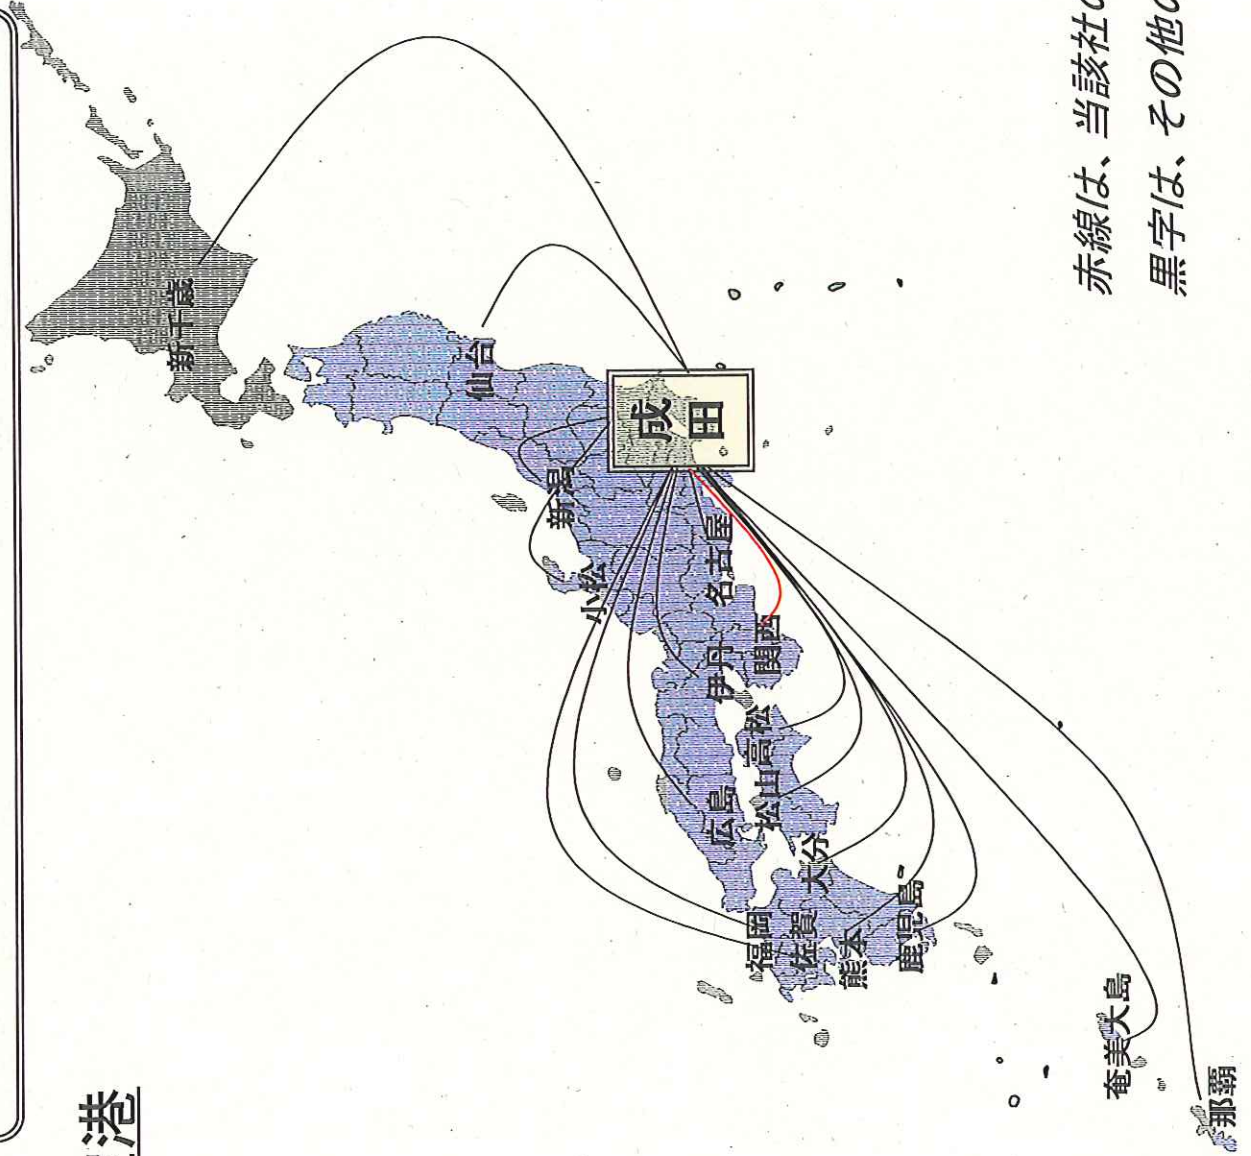 港
新千歳
仙台
成田
新潟
小松
名古屋
関西
伊丹
高松
松山
広島
大分
福岡
佐賀
熊本
鹿児島
奄美大島
那覇
赤線は、当該社の
黒字は、その他の